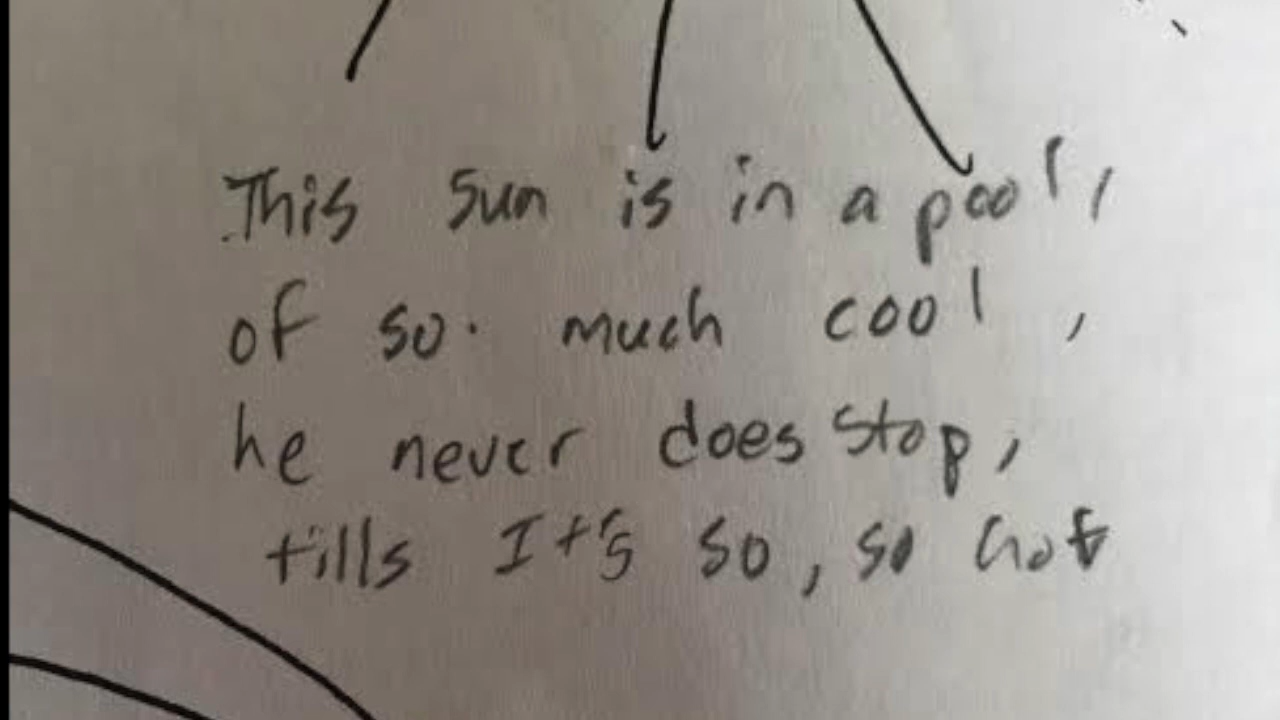 This Sun is in a pool,
of so. much cool,
he never does stop,
tills It's so, so hot